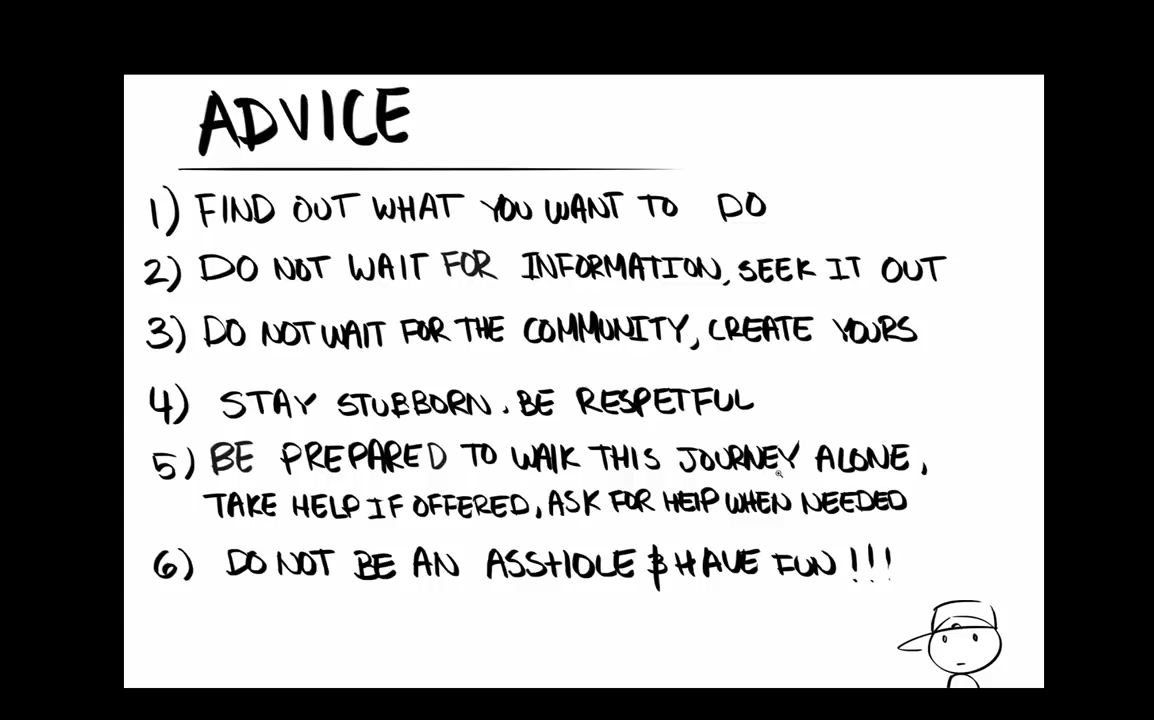 ADVICE
1) FIND OUT WHAT YOU WANT TO DO
2) DO NOT WAIT FOR INFORMATION, SEEK IT OUT
3) DO NOT WAIT FOR THE COMMUNITY, CREATE YOURS
4) STAY STUBBORN. BE RESPETFUL
5) BE PREPARED TO WALK THIS JOURNEY ALONE,
TAKE HELP IF OFFERED, ASK FOR HELP WHEN NEEDED
6) DO NOT BE AN ASSHOLE & HAVE FUN!!!